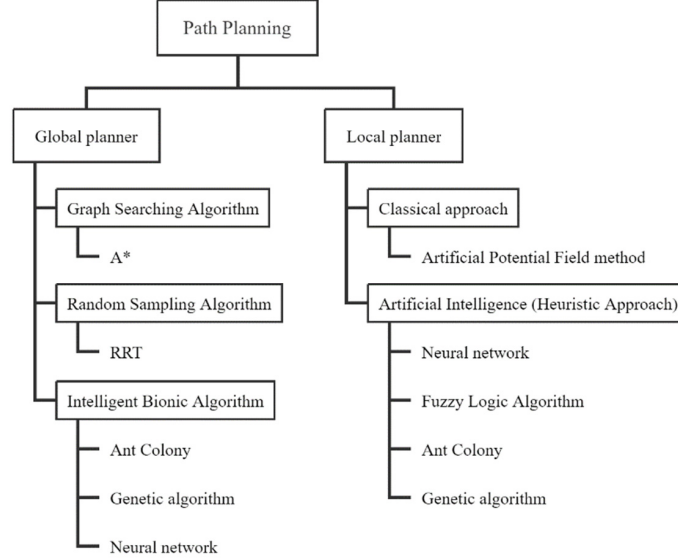 Path Planning
Global planner
Graph Searching Algorithm
A*
Random Sampling Algorithm
RRT
Intelligent Bionic Algorithm
Ant Colony
Genetic algorithm
Neural network
Local planner
Classical approach
Artificial Potential Field method
Artificial Intelligence (Heuristic Approach)
Neural network
Fuzzy Logic Algorithm
Ant Colony
Genetic algorithm